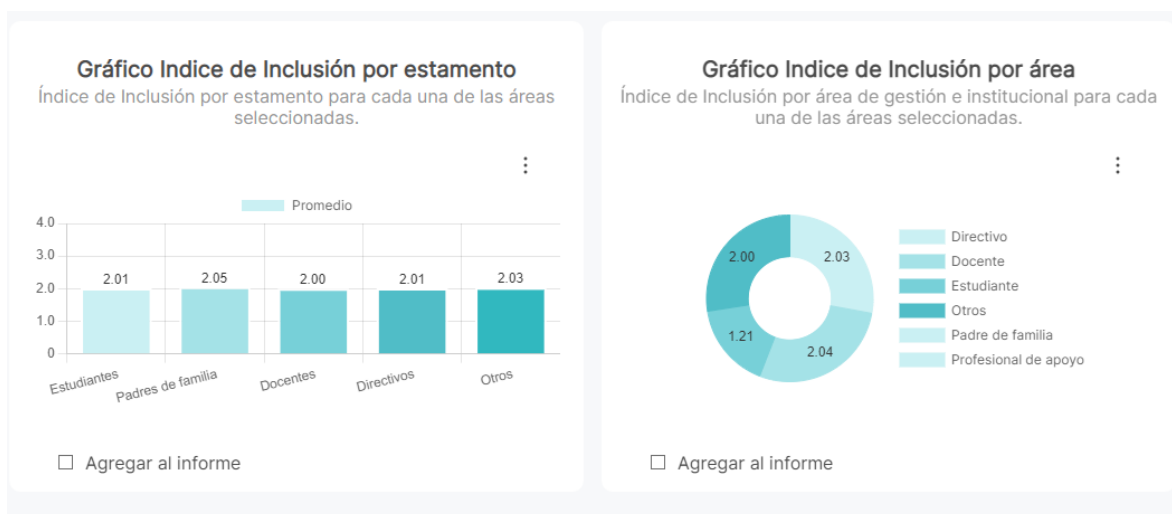 Gráfico Indice de Inclusión por estamento
Índice de Inclusión por estamento para cada una de las áreas
seleccionadas.
Promedio
4.0
3.0
2.0
1.0
0
2.01
2.05
2.00
2.01
2.03
Estudiantes
Padres de familia
Docentes
Directivos
Otros
Agregar al informe
Gráfico Indice de Inclusión por área
Índice de Inclusión por área de gestión e institucional para cada
una de las áreas seleccionadas.
2.00
2.03
1.21
2.04
Directivo
Docente
Estudiante
Otros
Padre de familia
Profesional de apoyo
Agregar al informe